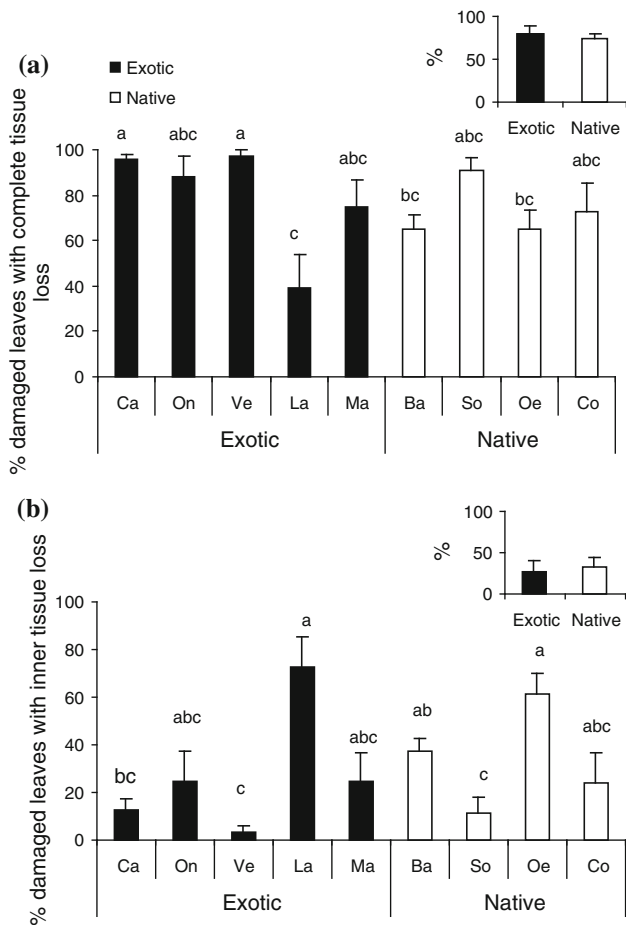 (a)
% damaged leaves with complete tissue
loss
Exotic
Native
%
100
50
0
Exotic Native
100
80
60
40
20
0
a abc a c abc bc abc bc abc
Ca On Ve La Ma Ba So Oe Co
Exotic Native
(b)
% damaged leaves with inner tissue loss
%
100
50
0
Exotic Native
100
80
60
40
20
0
bc abc c a abc ab c a abc
Ca On Ve La Ma Ba So Oe Co
Exotic Native